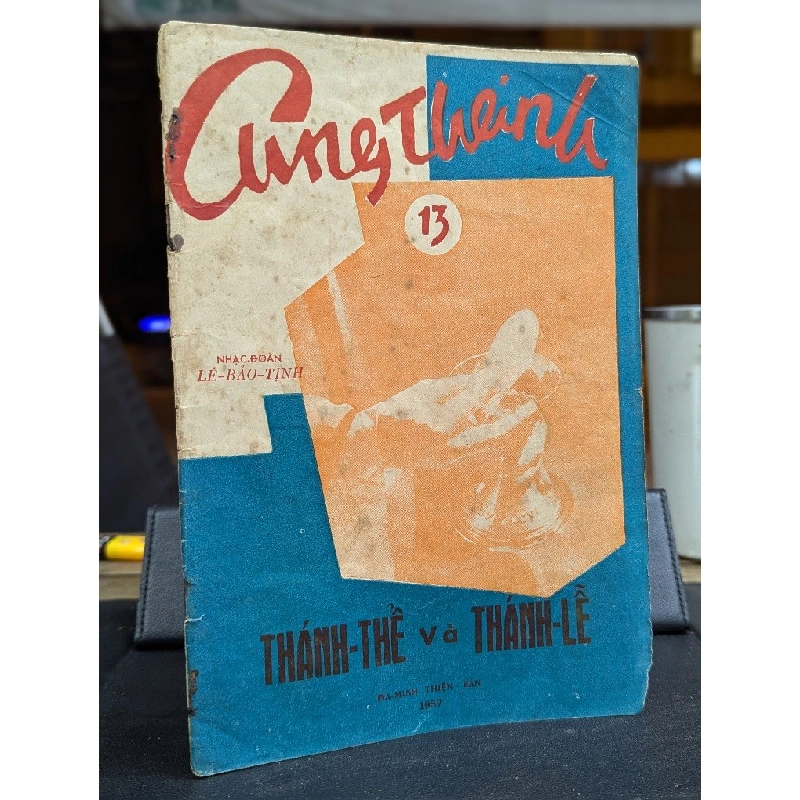 Cung Thánh
13
NHẠC-ĐOÀN
LÊ-BẢO-TỊNH
THÁNH-THỂ và THÁNH-LỄ
ĐA-MINH THIỆN BẢN
1957